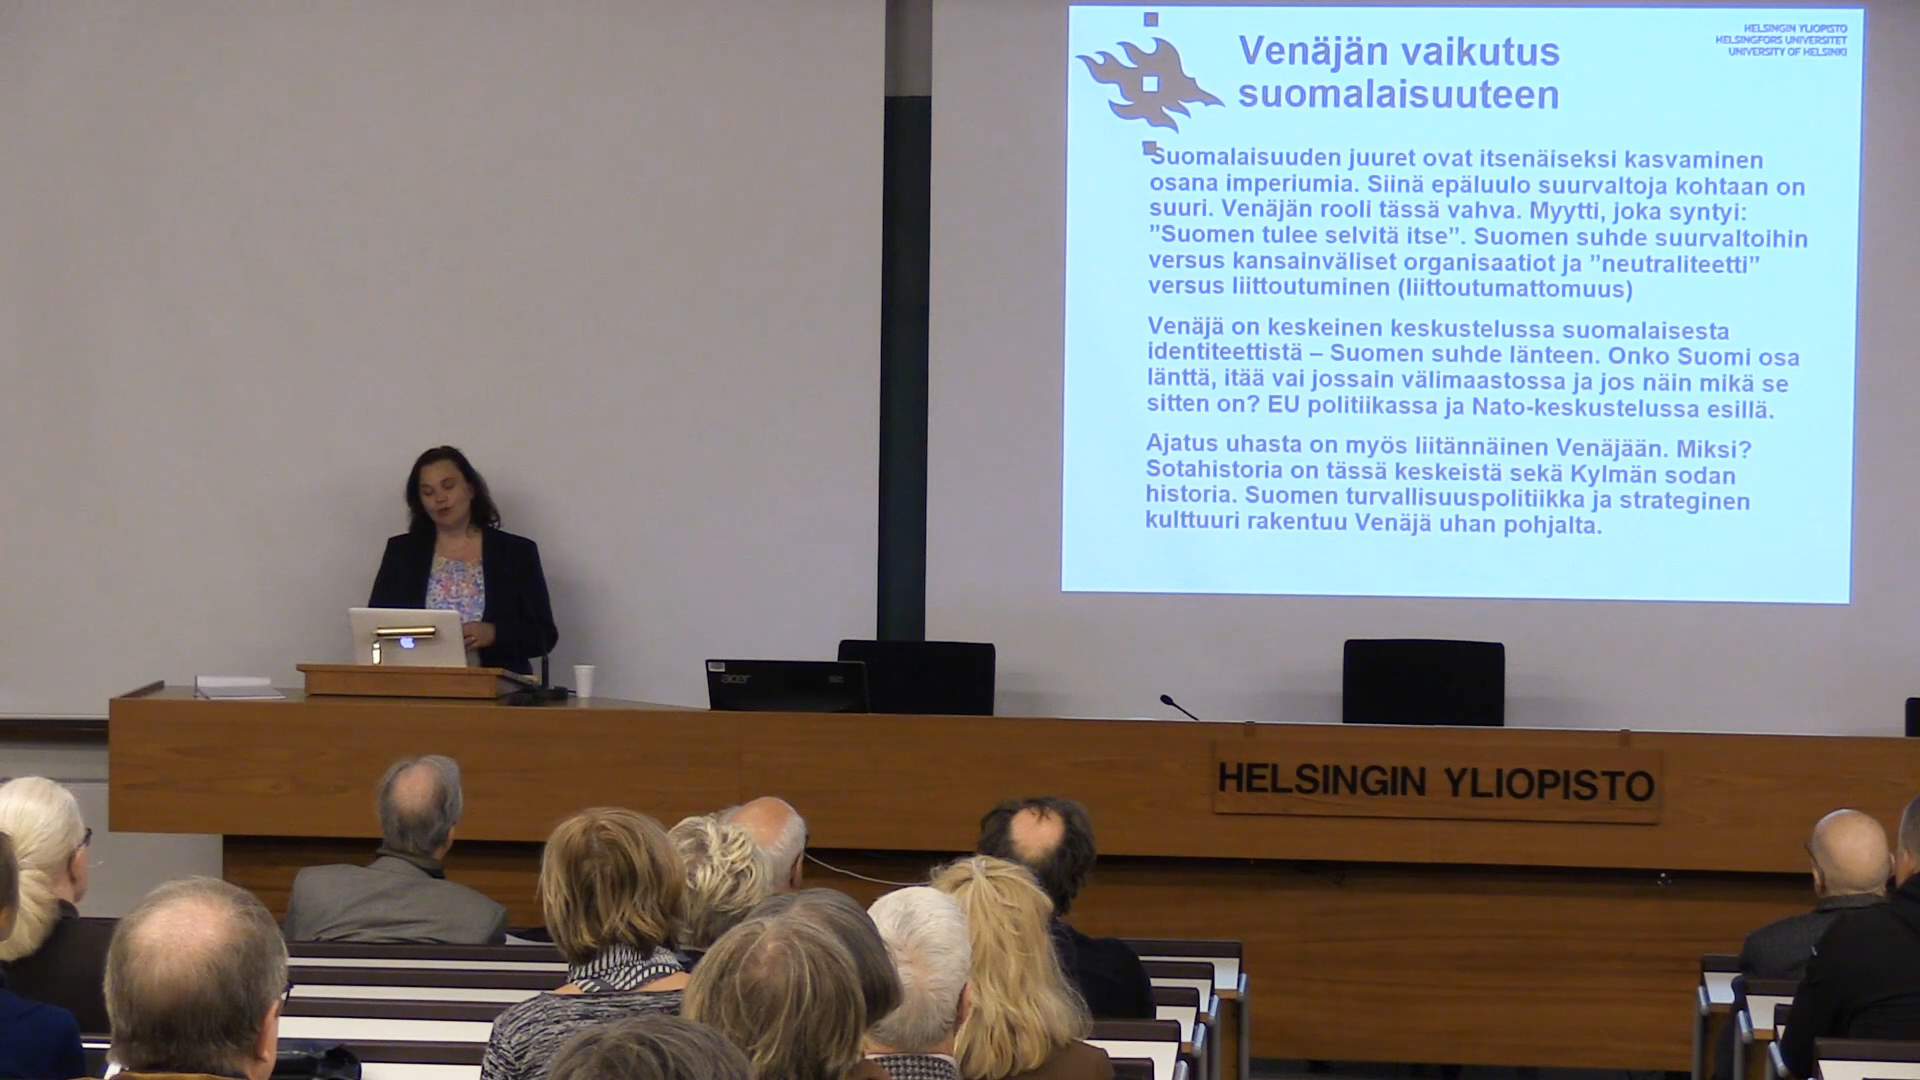 Venäjän vaikutus
suomalaisuuteen
HELSINGIN YLIOPISTO
HELSINGFORS UNIVERSITET
UNIVERSITY OF HELSINKI
Suomalaisuuden juuret ovat itsenäiseksi kasvaminen
osana imperiumia. Siinä epäluulo suurvaltoja kohtaan on
suuri. Venäjän rooli tässä vahva. Myytti, joka syntyi:
”Suomen tulee selvitä itse”. Suomen suhde suurvaltoihin
versus kansainväliset organisaatiot ja ”neutraliteetti”
versus liittoutuminen (liittoutumattomuus)
Venäjä on keskeinen keskustelussa suomalaisesta
identiteettistä – Suomen suhde länteen. Onko Suomi osa
länttä, itää vai jossain välimaastossa ja jos näin mikä se
sitten on? EU politiikassa ja Nato-keskustelussa esillä.
Ajatus uhasta on myös liitännäinen Venäjään. Miksi?
Sotahistoria on tässä keskeistä sekä Kylmän sodan
historia. Suomen turvallisuuspolitiikka ja strateginen
kulttuuri rakentuu Venäjä uhan pohjalta.
acer
HELSINGIN YLIOPISTO